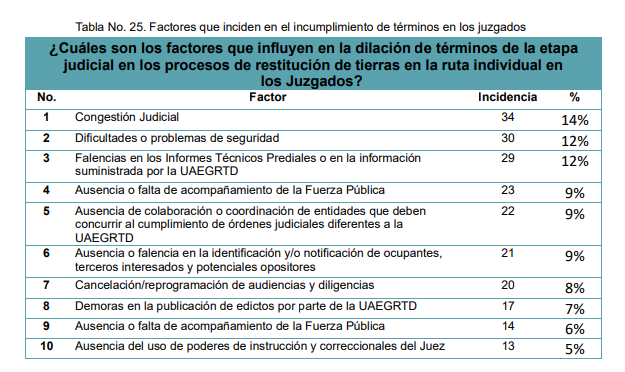 Tabla No. 25. Factores que inciden en el incumplimiento de términos en los juzgados
¿Cuáles son los factores que influyen en la dilación de términos de la etapa
judicial en los procesos de restitución de tierras en la ruta individual en
los Juzgados?
No. Factor Incidencia %
1 Congestión Judicial 34 14%
2 Dificultades o problemas de seguridad 30 12%
3 Falencias en los Informes Técnicos Prediales o en la información 29 12%
suministrada por la UAEGRTD
4 Ausencia o falta de acompañamiento de la Fuerza Pública 23 9%
5 Ausencia de colaboración o coordinación de entidades que deben 22 9%
concurrir al cumplimiento de órdenes judiciales diferentes a la
UAEGRTD
6 Ausencia o falencia en la identificación y/o notificación de ocupantes, 21 9%
terceros interesados y potenciales opositores
7 Cancelación/reprogramación de audiencias y diligencias 20 8%
8 Demoras en la publicación de edictos por parte de la UAEGRTD 17 7%
9 Ausencia o falta de acompañamiento de la Fuerza Pública 14 6%
10 Ausencia del uso de poderes de instrucción y correccionales del Juez 13 5%